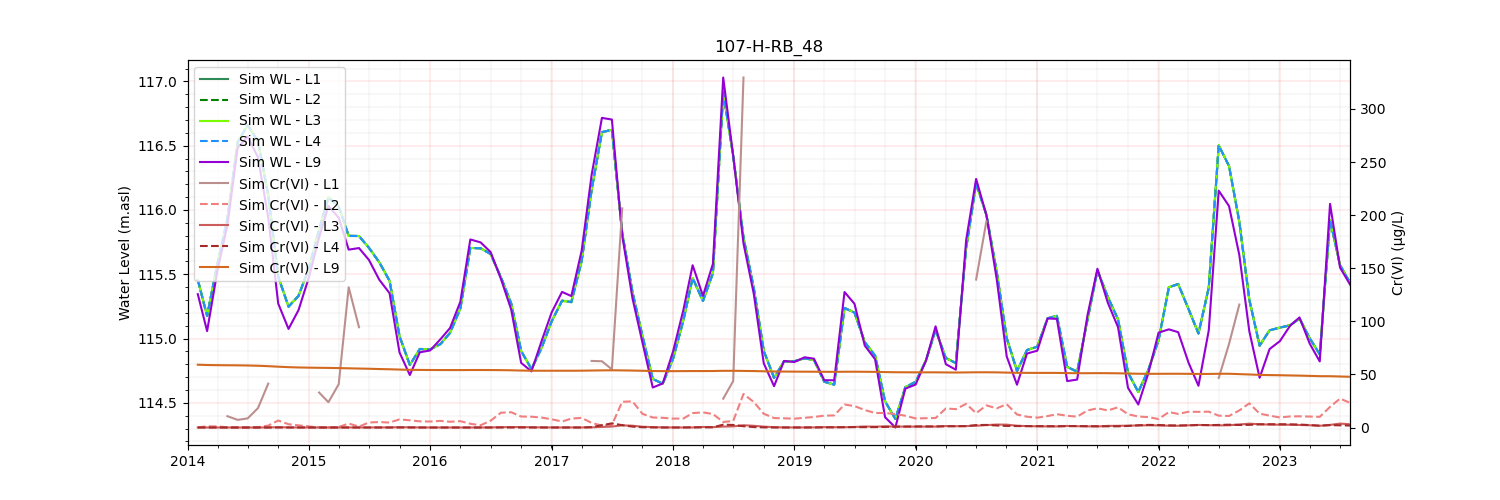 107-H-RB_48
Water Level (m.asl)
117.0
116.5
116.0
115.5
115.0
114.5
Sim WL - L1
Sim WL - L2
Sim WL - L3
Sim WL - L4
Sim WL - L9
Sim Cr(VI) - L1
Sim Cr(VI) - L2
Sim Cr(VI) - L3
Sim Cr(VI) - L4
Sim Cr(VI) - L9
300
250
200
150
100
50
0
Cr(VI) (µg/L)
2014 2015 2016 2017 2018 2019 2020 2021 2022 2023